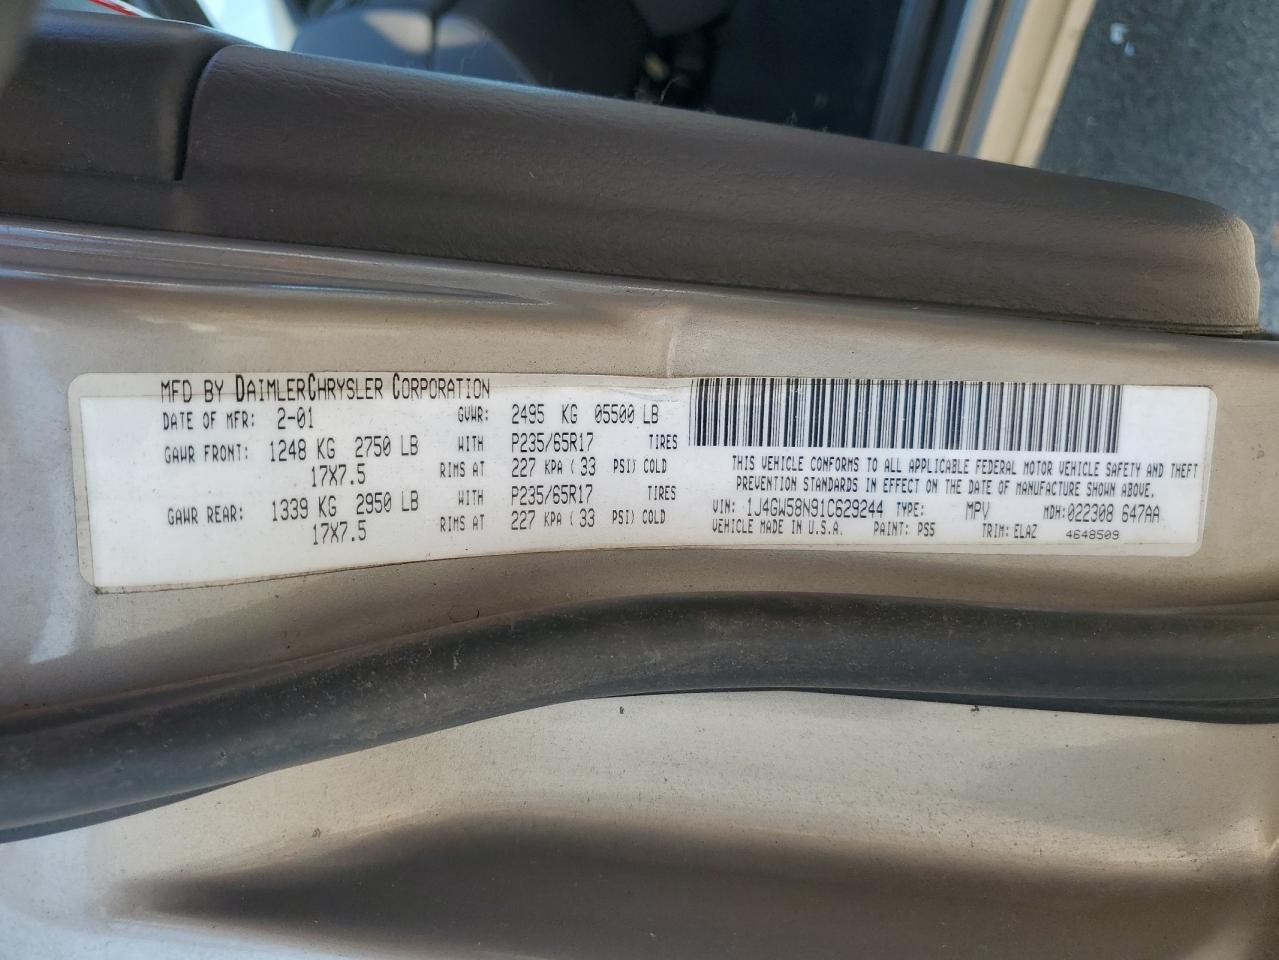 MFD BY DAIMLERCHRYSLER CORPORATION
DATE OF MFR: 2-01 GVWR: 2495 KG 05500 LB
GAWR FRONT: 1248 KG 2750 LB WITH P235/65R17 TIRES
17X7.5 RIMS AT 227 KPA ( 33 PSI) COLD
GAWR REAR: 1339 KG 2950 LB WITH P235/65R17 TIRES
17X7.5 RIMS AT 227 KPA ( 33 PSI) COLD
THIS VEHICLE CONFORMS TO ALL APPLICABLE FEDERAL MOTOR VEHICLE SAFETY AND THEFT
PREVENTION STANDARDS IN EFFECT ON THE DATE OF MANUFACTURE SHOWN ABOVE.
VIN: 1J4GW58N91C629244 TYPE: MPV MDH: 022308 647AA
VEHICLE MADE IN U.S.A. PAINT: PS5 TRIM: ELAZ 4648509